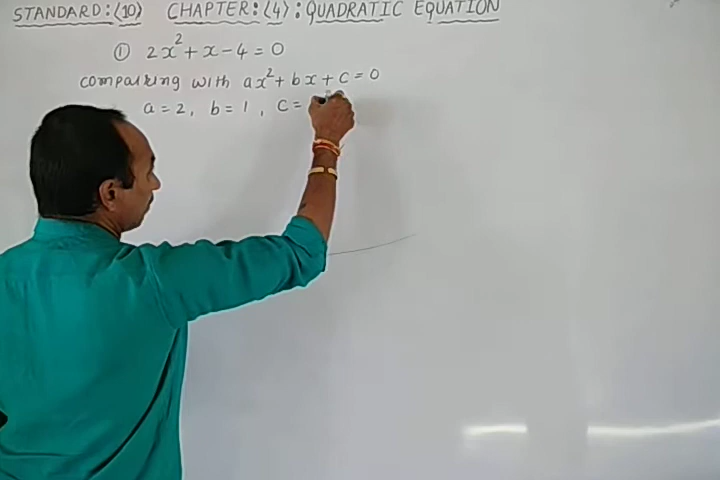 STANDARD:<10> CHAPTER:<4>:QUADRATIC EQUATION
① 2x²+x-4=0
comparing with ax²+bx+c=0
a=2, b=1, c=